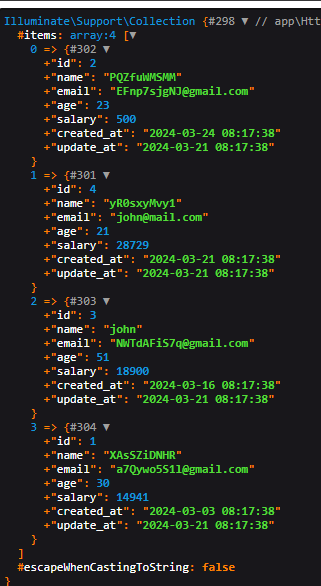 Illuminate\Support\Collection {#298 ▼ // app\Htt
#items: array:4 [▼
0 => {#302 ▼
+"id": 2
+"name": "PQZfuWMSMM"
+"email": "EFnp7sjgNJ@gmail.com"
+"age": 23
+"salary": 500
+"created_at": "2024-03-24 08:17:38"
+"update_at": "2024-03-21 08:17:38"
}
1 => {#301 ▼
+"id": 4
+"name": "yR0sxyMvy1"
+"email": "john@mail.com"
+"age": 21
+"salary": 28729
+"created_at": "2024-03-21 08:17:38"
+"update_at": "2024-03-21 08:17:38"
}
2 => {#303 ▼
+"id": 3
+"name": "john"
+"email": "NWTdAFiS7q@gmail.com"
+"age": 51
+"salary": 18900
+"created_at": "2024-03-16 08:17:38"
+"update_at": "2024-03-21 08:17:38"
}
3 => {#304 ▼
+"id": 1
+"name": "XAsSZiDNHR"
+"email": "a7Qywo5S1l@gmail.com"
+"age": 30
+"salary": 14941
+"created_at": "2024-03-03 08:17:38"
+"update_at": "2024-03-21 08:17:38"
}
]
#escapeWhenCastingToString: false
}